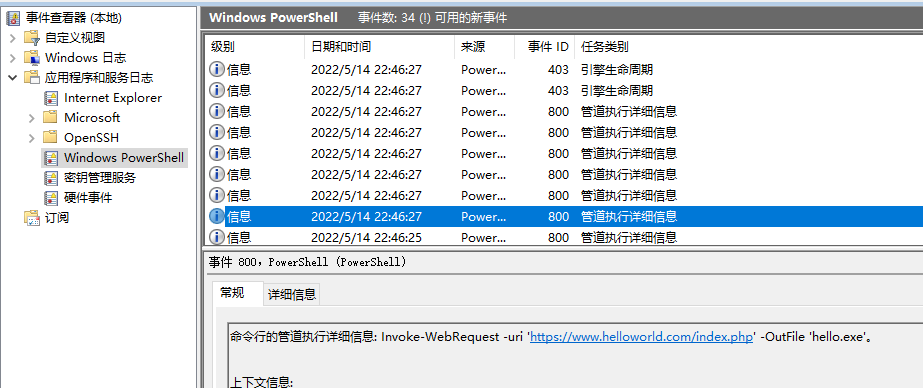 事件查看器 (本地)
自定义视图
Windows 日志
应用程序和服务日志
Internet Explorer
Microsoft
OpenSSH
Windows PowerShell
密钥管理服务
硬件事件
订阅
Windows PowerShell 事件数: 34 (!) 可用的新事件
级别 日期和时间 来源 事件 ID 任务类别
信息 2022/5/14 22:46:27 Power... 403 引擎生命周期
信息 2022/5/14 22:46:27 Power... 403 引擎生命周期
信息 2022/5/14 22:46:27 Power... 800 管道执行详细信息
信息 2022/5/14 22:46:27 Power... 800 管道执行详细信息
信息 2022/5/14 22:46:27 Power... 800 管道执行详细信息
信息 2022/5/14 22:46:27 Power... 800 管道执行详细信息
信息 2022/5/14 22:46:27 Power... 800 管道执行详细信息
信息 2022/5/14 22:46:27 Power... 800 管道执行详细信息
信息 2022/5/14 22:46:25 Power... 800 管道执行详细信息
事件 800，PowerShell (PowerShell)
常规 详细信息
命令行的管道执行详细信息: Invoke-WebRequest -uri 'https://www.helloworld.com/index.php' -OutFile 'hello.exe'。
上下文信息: